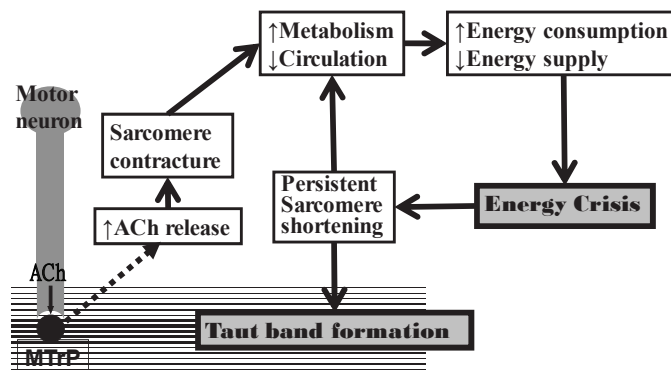 ↑Metabolism
↓Circulation
↑Energy consumption
↓Energy supply
Motor
neuron
Sarcomere
contracture
Persistent
Sarcomere
shortening
Energy Crisis
↑ACh release
ACh
Taut band formation
MTrP